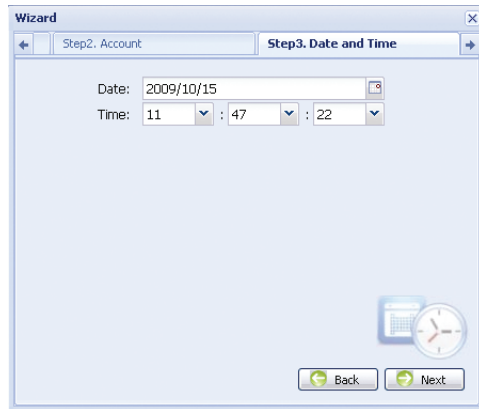 Wizard
Step2. Account
Step3. Date and Time
Date: 2009/10/15
Time: 11 : 47 : 22
Back
Next